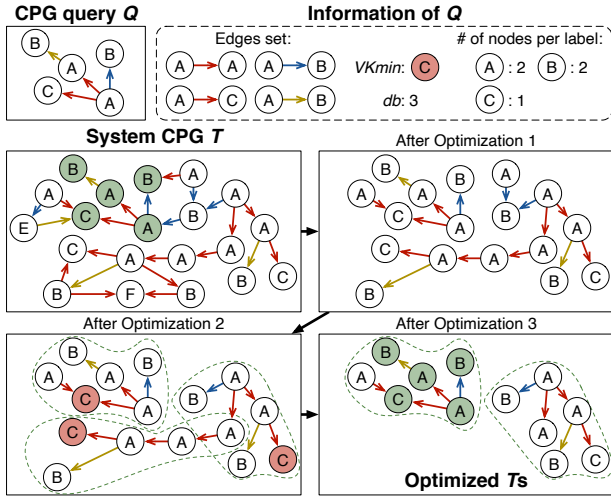 CPG query Q
Information of Q
B
A
B
C
A
Edges set:
# of nodes per label:
A A A B
VKmin: C
A : 2 B : 2
A C A B
db: 3
C : 1
System CPG T
After Optimization 1
B B A
A A A
E C A B
C A A A
B C
B F B
B B A
A A A
C A B
C A A A A
B C
B
After Optimization 2
After Optimization 3
B B
A A B A
C A A
C A A A
B B C
B B
A A B A
C A A A
B C
Optimized Ts